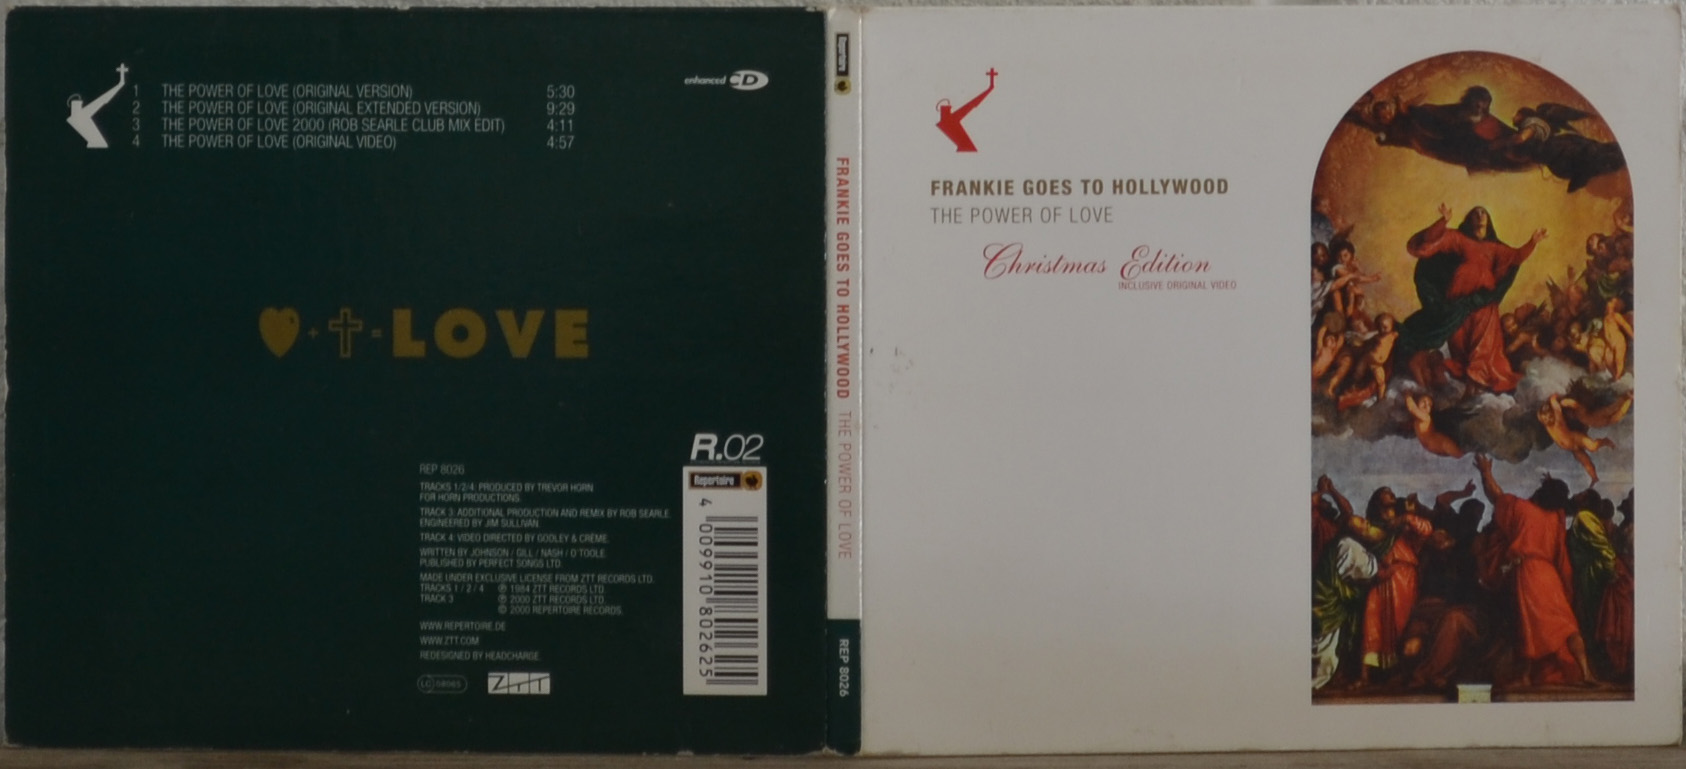 1 THE POWER OF LOVE (ORIGINAL VERSION) 5:30
2 THE POWER OF LOVE (ORIGINAL EXTENDED VERSION) 9:29
3 THE POWER OF LOVE 2000 (ROB SEARLE CLUB MIX EDIT) 4:11
4 THE POWER OF LOVE (ORIGINAL VIDEO) 4:57
enhanced CD
+ = LOVE
R.02
REP 8026
TRACKS 1/2/4: PRODUCED BY TREVOR HORN
FOR HORN PRODUCTIONS.
TRACK 3: ADDITIONAL PRODUCTION AND REMIX BY ROB SEARLE.
ENGINEERED BY JIM SULLIVAN.
TRACK 4: VIDEO DIRECTED BY GODLEY & CRÈME.
WRITTEN BY JOHNSON / GILL / NASH / O'TOOLE.
PUBLISHED BY PERFECT SONGS LTD.
MADE UNDER EXCLUSIVE LICENSE FROM ZTT RECORDS LTD.
TRACKS 1 / 2 / 4 ℗ 1984 ZTT RECORDS LTD.
TRACK 3 ℗ 2000 ZTT RECORDS LTD.
© 2000 REPERTOIRE RECORDS.
WWW.REPERTOIRE.DE
WWW.ZTT.COM
REDESIGNED BY HEADCHARGE.
LC
ZTT
Repertoire
4 009910 802625
Repertoire
FRANKIE GOES TO HOLLYWOOD THE POWER OF LOVE
REP 8026
FRANKIE GOES TO HOLLYWOOD
THE POWER OF LOVE
Christmas Edition
INCLUSIVE ORIGINAL VIDEO